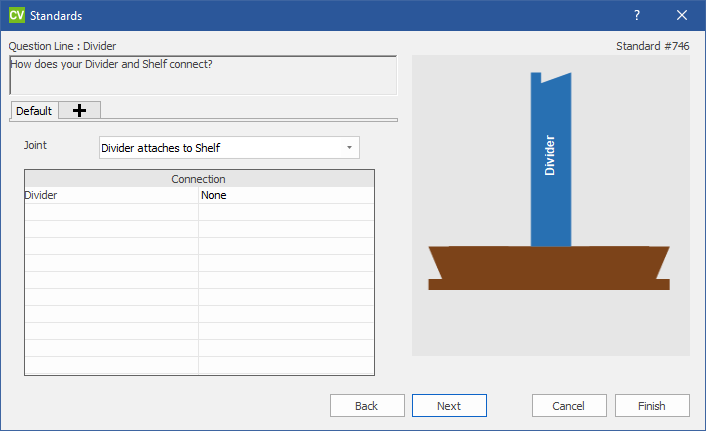 CV Standards ?
Question Line : Divider Standard #746
How does your Divider and Shelf connect?
Default
Joint Divider attaches to Shelf
Connection
Divider None
Divider
Back Next Cancel Finish